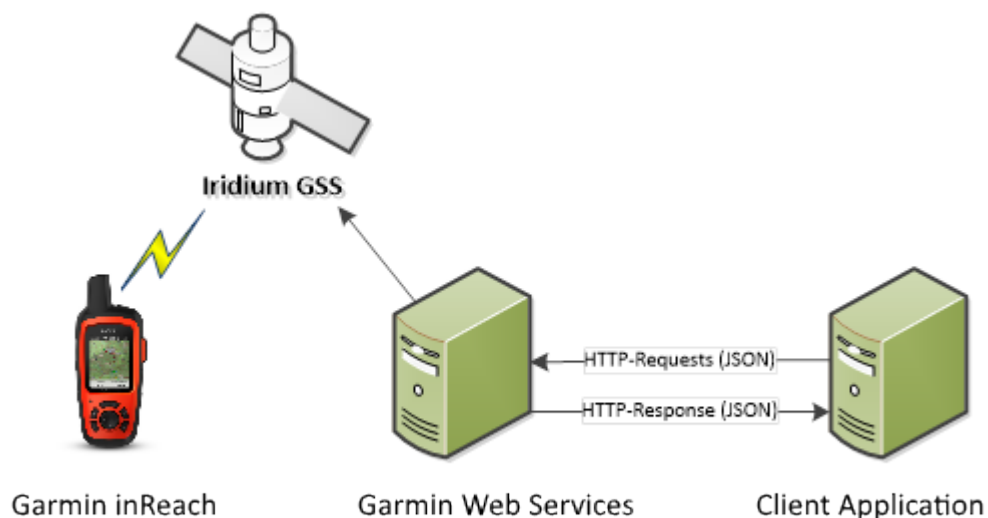 Iridium GSS
HTTP-Requests (JSON)
HTTP-Response (JSON)
Garmin inReach
Garmin Web Services
Client Application